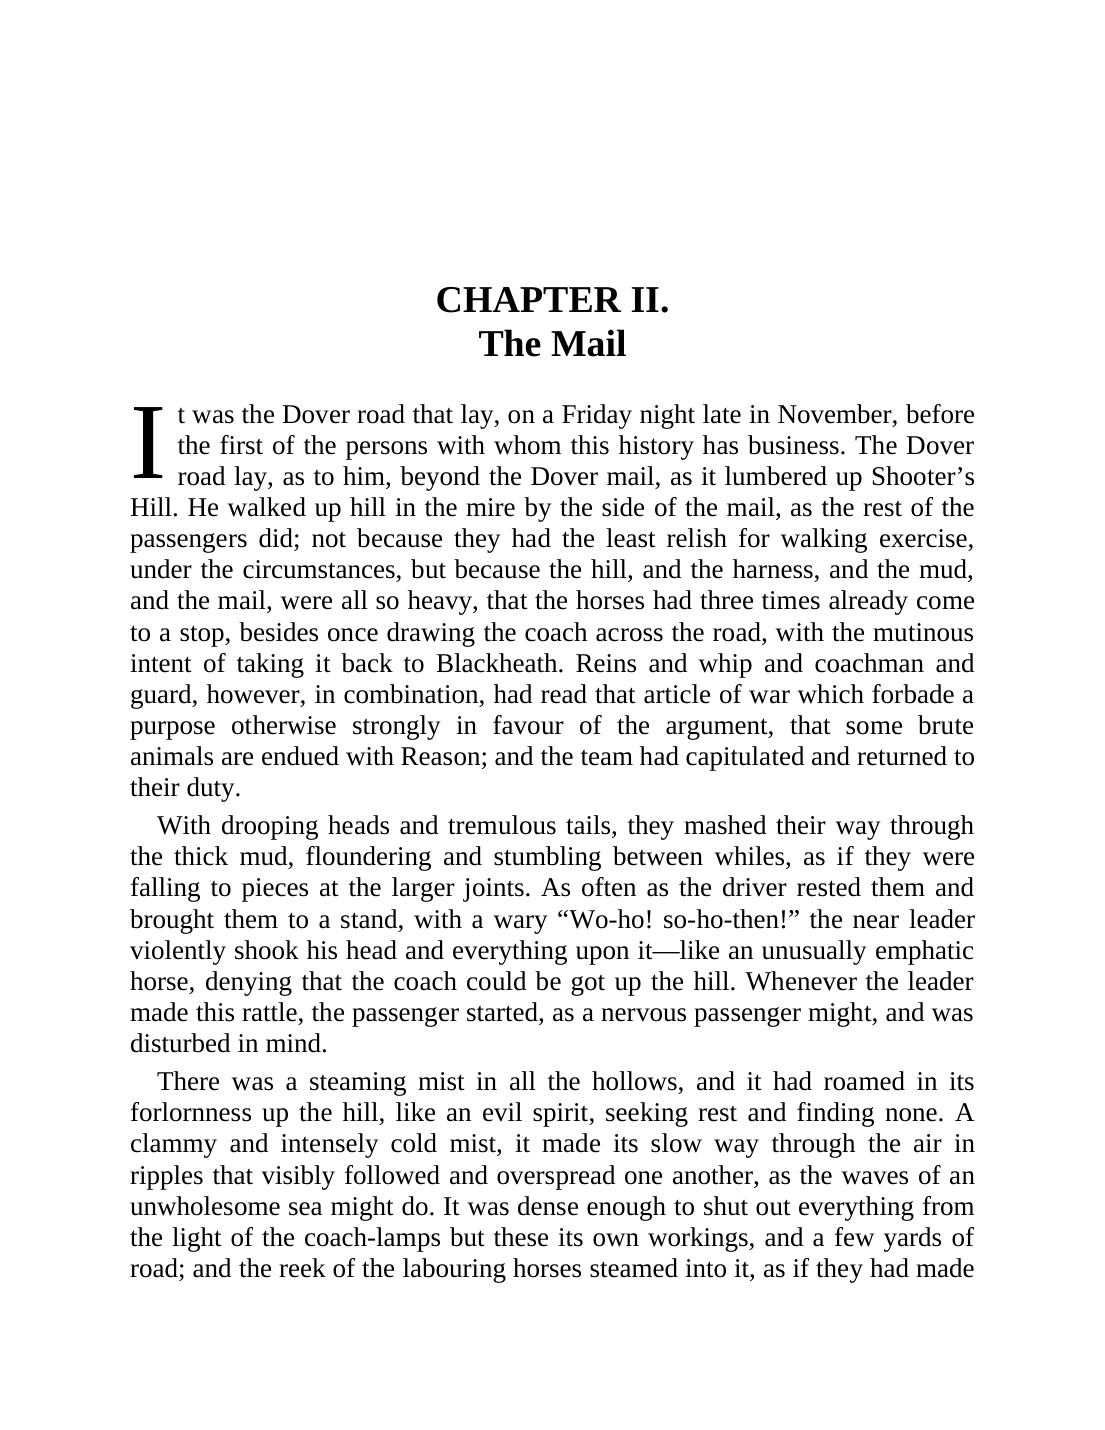 CHAPTER II.
The Mail
It was the Dover road that lay, on a Friday night late in November, before
the first of the persons with whom this history has business. The Dover
road lay, as to him, beyond the Dover mail, as it lumbered up Shooter’s
Hill. He walked up hill in the mire by the side of the mail, as the rest of the
passengers did; not because they had the least relish for walking exercise,
under the circumstances, but because the hill, and the harness, and the mud,
and the mail, were all so heavy, that the horses had three times already come
to a stop, besides once drawing the coach across the road, with the mutinous
intent of taking it back to Blackheath. Reins and whip and coachman and
guard, however, in combination, had read that article of war which forbade a
purpose otherwise strongly in favour of the argument, that some brute
animals are endued with Reason; and the team had capitulated and returned to
their duty.
With drooping heads and tremulous tails, they mashed their way through
the thick mud, floundering and stumbling between whiles, as if they were
falling to pieces at the larger joints. As often as the driver rested them and
brought them to a stand, with a wary “Wo-ho! so-ho-then!” the near leader
violently shook his head and everything upon it—like an unusually emphatic
horse, denying that the coach could be got up the hill. Whenever the leader
made this rattle, the passenger started, as a nervous passenger might, and was
disturbed in mind.
There was a steaming mist in all the hollows, and it had roamed in its
forlornness up the hill, like an evil spirit, seeking rest and finding none. A
clammy and intensely cold mist, it made its slow way through the air in
ripples that visibly followed and overspread one another, as the waves of an
unwholesome sea might do. It was dense enough to shut out everything from
the light of the coach-lamps but these its own workings, and a few yards of
road; and the reek of the labouring horses steamed into it, as if they had made